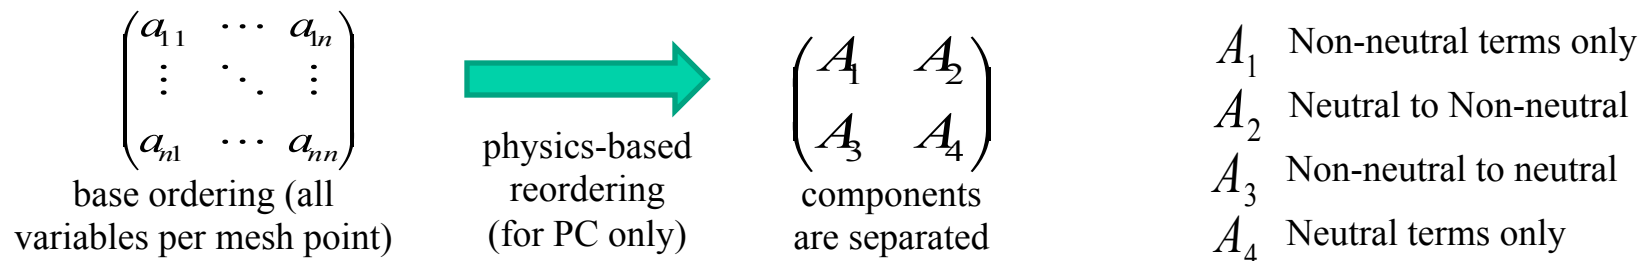 a11 ⋯ a1n
⋮ ⋱ ⋮
an1 ⋯ ann
base ordering (all
variables per mesh point)
physics-based
reordering
(for PC only)
A1 A2
A3 A4
components
are separated
A1 Non-neutral terms only
A2 Neutral to Non-neutral
A3 Non-neutral to neutral
A4 Neutral terms only